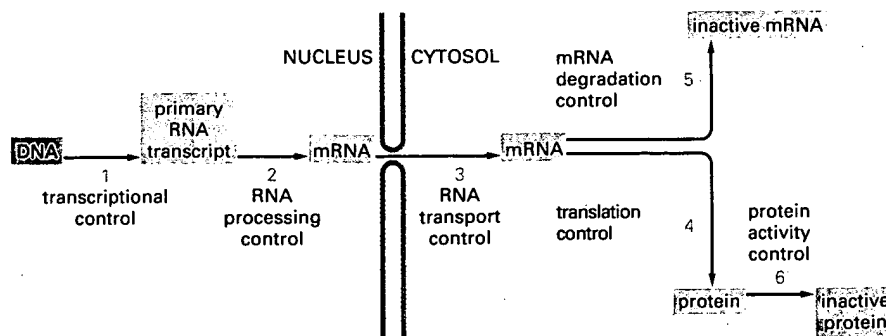 inactive mRNA
NUCLEUS CYTOSOL
mRNA
degradation
control
5
primary
RNA
transcript
DNA
mRNA
mRNA
1
transcriptional
control
2
RNA
processing
control
3
RNA
transport
control
translation
control
4
protein
activity
control
6
protein
inactive
protein